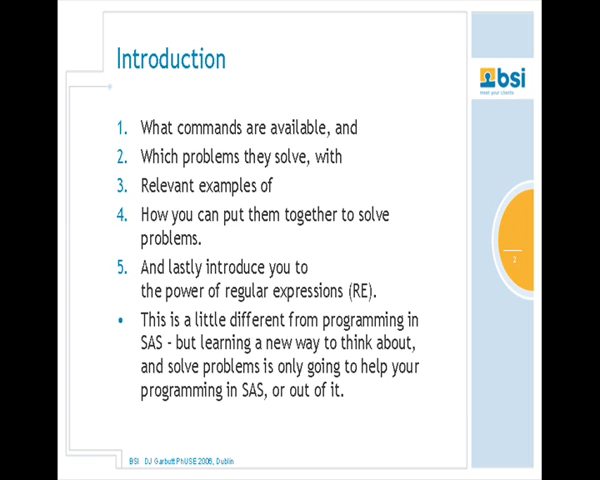 Introduction
bsi
meet your clients
1. What commands are available, and
2. Which problems they solve, with
3. Relevant examples of
4. How you can put them together to solve
problems.
5. And lastly introduce you to
the power of regular expressions (RE).
• This is a little different from programming in
SAS - but learning a new way to think about,
and solve problems is only going to help your
programming in SAS, or out of it.
2
BSI DJ Garbutt PhUSE 2006, Dublin